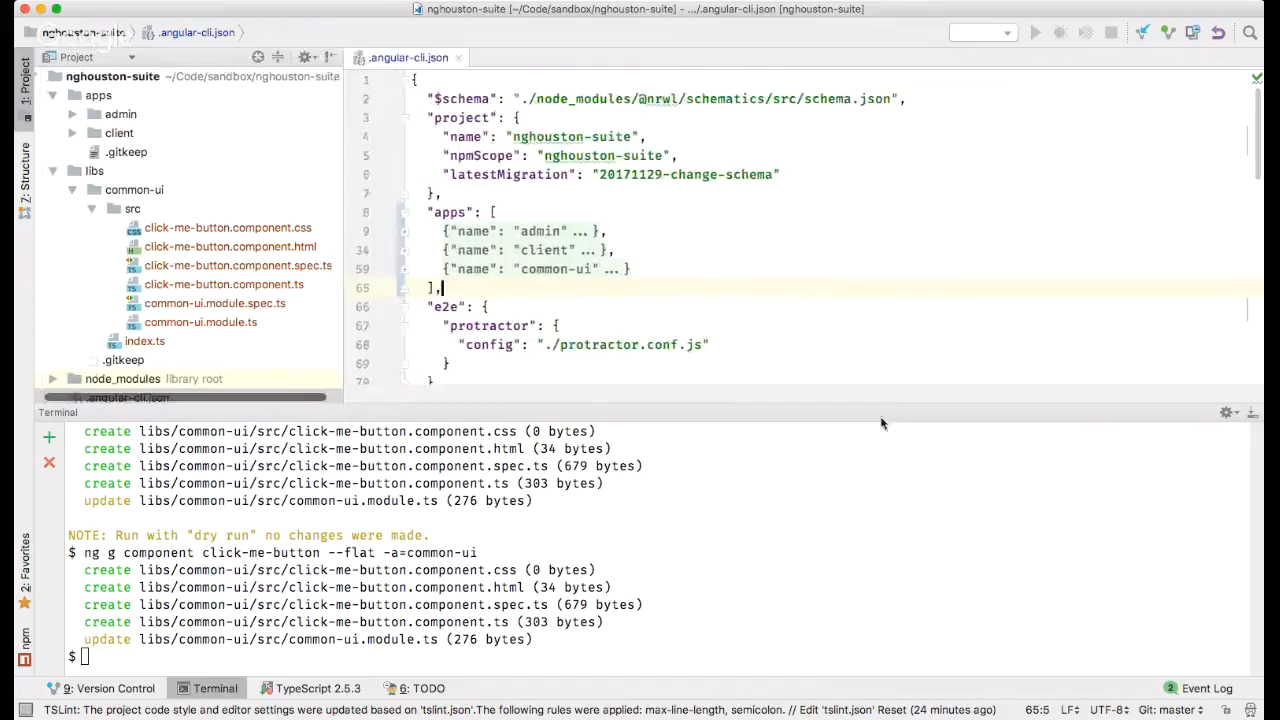 nghouston-suite [~/Code/sandbox/nghouston-suite] - .../.angular-cli.json [nghouston-suite]
nghouston-suite
.angular-cli.json
Google
Project
.angular-cli.json
1: Project
Z: Structure
2: Favorites
npm
nghouston-suite ~/Code/sandbox/nghouston-suite
apps
admin
client
.gitkeep
libs
common-ui
src
click-me-button.component.css
click-me-button.component.html
click-me-button.component.spec.ts
click-me-button.component.ts
common-ui.module.spec.ts
common-ui.module.ts
index.ts
.gitkeep
node_modules library root
.angular-cli.json
1 {
2 "$schema": "./node_modules/@nrwl/schematics/src/schema.json",
3 "project": {
4 "name": "nghouston-suite",
5 "npmScope": "nghouston-suite",
6 "latestMigration": "20171129-change-schema"
7 },
8 "apps": [
9 {"name": "admin"...},
34 {"name": "client"...},
59 {"name": "common-ui"...}
65 ],
66 "e2e": {
67 "protractor": {
68 "config": "./protractor.conf.js"
69 }
70 }
Terminal
create libs/common-ui/src/click-me-button.component.css (0 bytes)
create libs/common-ui/src/click-me-button.component.html (34 bytes)
create libs/common-ui/src/click-me-button.component.spec.ts (679 bytes)
create libs/common-ui/src/click-me-button.component.ts (303 bytes)
update libs/common-ui/src/common-ui.module.ts (276 bytes)
NOTE: Run with "dry run" no changes were made.
$ ng g component click-me-button --flat -a=common-ui
create libs/common-ui/src/click-me-button.component.css (0 bytes)
create libs/common-ui/src/click-me-button.component.html (34 bytes)
create libs/common-ui/src/click-me-button.component.spec.ts (679 bytes)
create libs/common-ui/src/click-me-button.component.ts (303 bytes)
update libs/common-ui/src/common-ui.module.ts (276 bytes)
$
9: Version Control
Terminal
TypeScript 2.5.3
6: TODO
2 Event Log
TSLint: The project code style and editor settings were updated based on 'tslint.json'.The following rules were applied: max-line-length, semicolon. // Edit 'tslint.json' Reset (24 minutes ago)
65:5 LF÷ UTF-8÷ Git: master÷